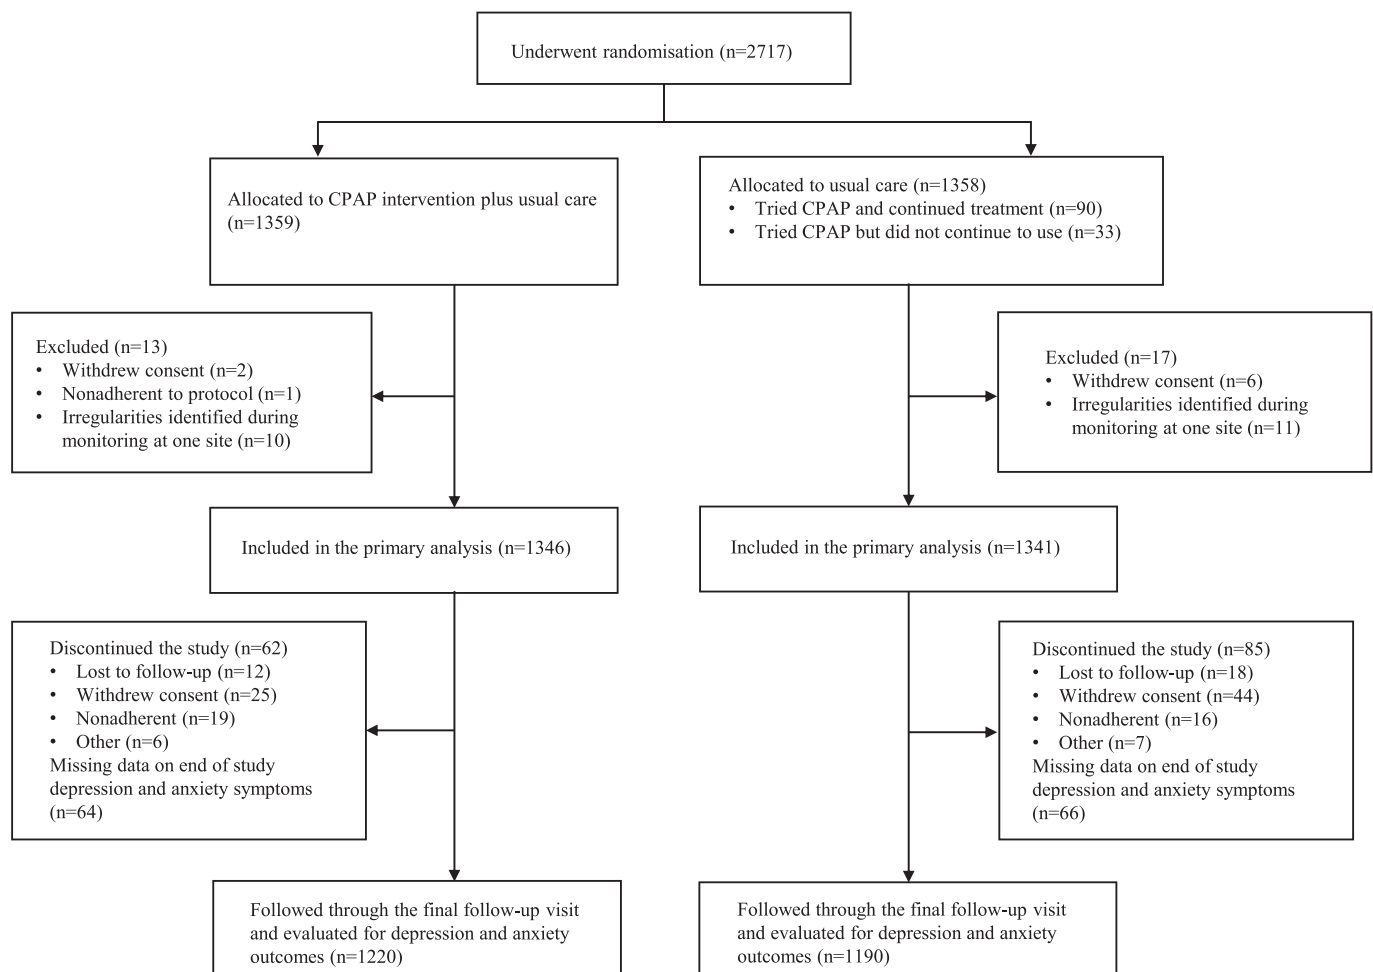 Underwent randomisation (n=2717)
Allocated to CPAP intervention plus usual care
(n=1359)
Allocated to usual care (n=1358)
• Tried CPAP and continued treatment (n=90)
• Tried CPAP but did not continue to use (n=33)
Excluded (n=13)
• Withdrew consent (n=2)
• Nonadherent to protocol (n=1)
• Irregularities identified during
monitoring at one site (n=10)
Excluded (n=17)
• Withdrew consent (n=6)
• Irregularities identified during
monitoring at one site (n=11)
Included in the primary analysis (n=1346)
Included in the primary analysis (n=1341)
Discontinued the study (n=62)
• Lost to follow-up (n=12)
• Withdrew consent (n=25)
• Nonadherent (n=19)
• Other (n=6)
Missing data on end of study
depression and anxiety symptoms
(n=64)
Discontinued the study (n=85)
• Lost to follow-up (n=18)
• Withdrew consent (n=44)
• Nonadherent (n=16)
• Other (n=7)
Missing data on end of study
depression and anxiety symptoms
(n=66)
Followed through the final follow-up visit
and evaluated for depression and anxiety
outcomes (n=1220)
Followed through the final follow-up visit
and evaluated for depression and anxiety
outcomes (n=1190)